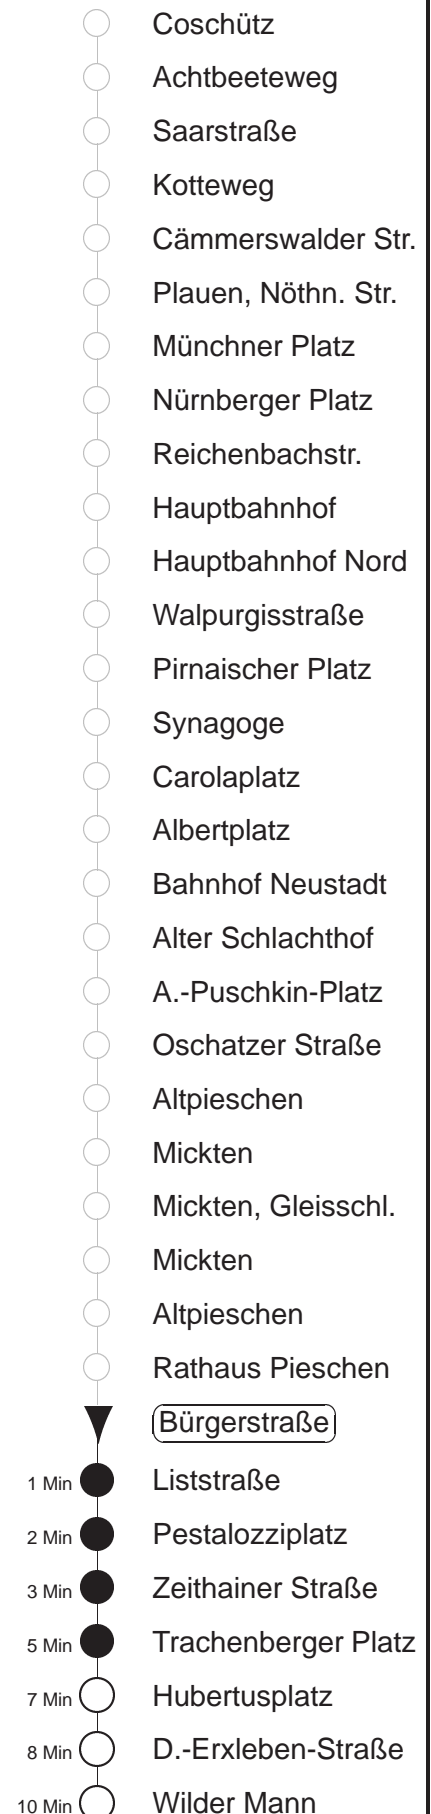 Coschütz
Achtbeeteweg
Saarstraße
Kotteweg
Cämmerswalder Str.
Plauen, Nöthn. Str.
Münchner Platz
Nürnberger Platz
Reichenbachstr.
Hauptbahnhof
Hauptbahnhof Nord
Walpurgisstraße
Pirnaischer Platz
Synagoge
Carolaplatz
Albertplatz
Bahnhof Neustadt
Alter Schlachthof
A.-Puschkin-Platz
Oschatzer Straße
Altpieschen
Mickten
Mickten, Gleisschl.
Mickten
Altpieschen
Rathaus Pieschen
Bürgerstraße
1 Min Liststraße
2 Min Pestalozziplatz
3 Min Zeithainer Straße
5 Min Trachenberger Platz
7 Min Hubertusplatz
8 Min D.-Erxleben-Straße
10 Min Wilder Mann